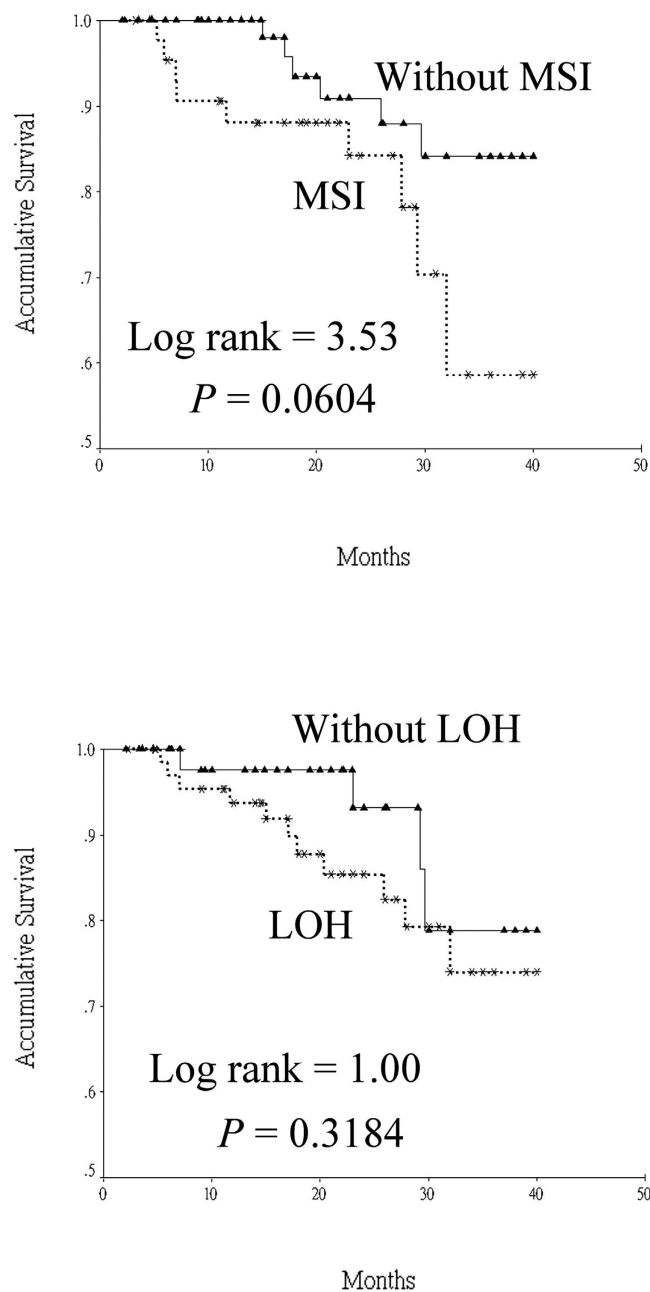 1.0
Without MSI
.9
.8
MSI
Accumulative Survival
.7
Log rank = 3.53
.6
P = 0.0604
.5
0 10 20 30 40 50
Months
Without LOH
1.0
.9
.8
LOH
Accumulative Survival
.7
Log rank = 1.00
.6
P = 0.3184
.5
0 10 20 30 40 50
Months